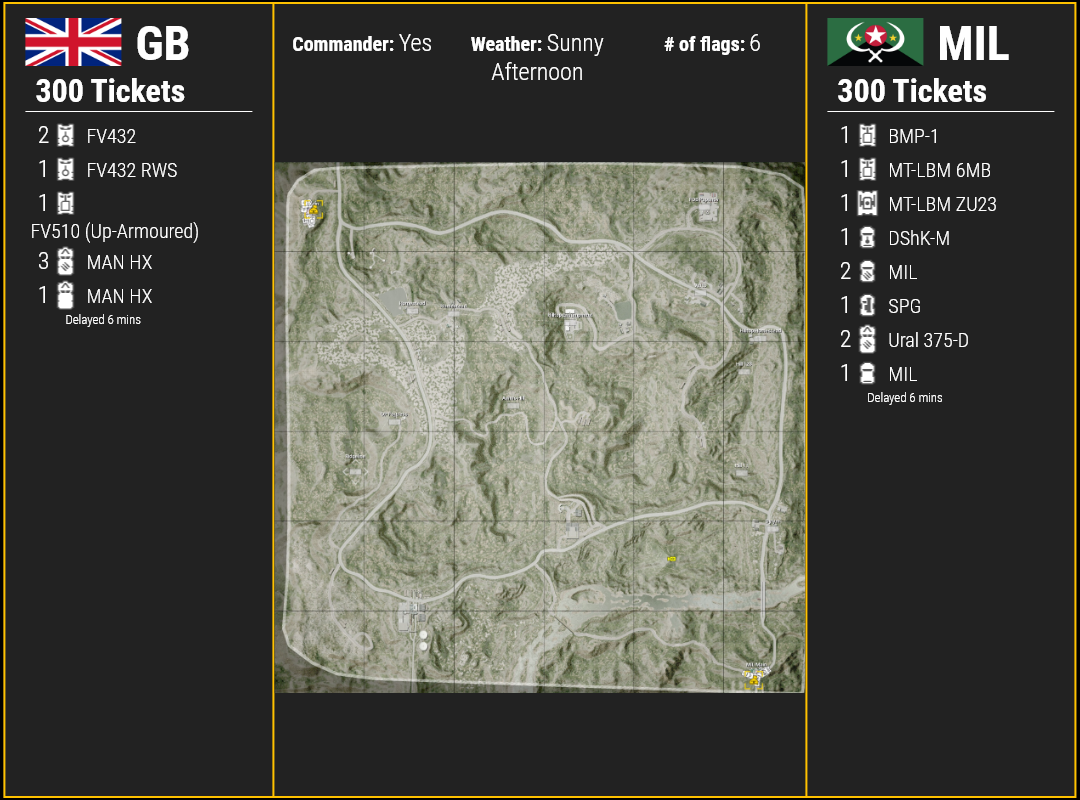 GB
300 Tickets
2 FV432
1 FV432 RWS
1
FV510 (Up-Armoured)
3 MAN HX
1 MAN HX
Delayed 6 mins
Commander: Yes
Weather: Sunny
Afternoon
# of flags: 6
MIL
300 Tickets
1 BMP-1
1 MT-LBM 6MB
1 MT-LBM ZU23
1 DShK-M
2 MIL
1 SPG
2 Ural 375-D
1 MIL
Delayed 6 mins